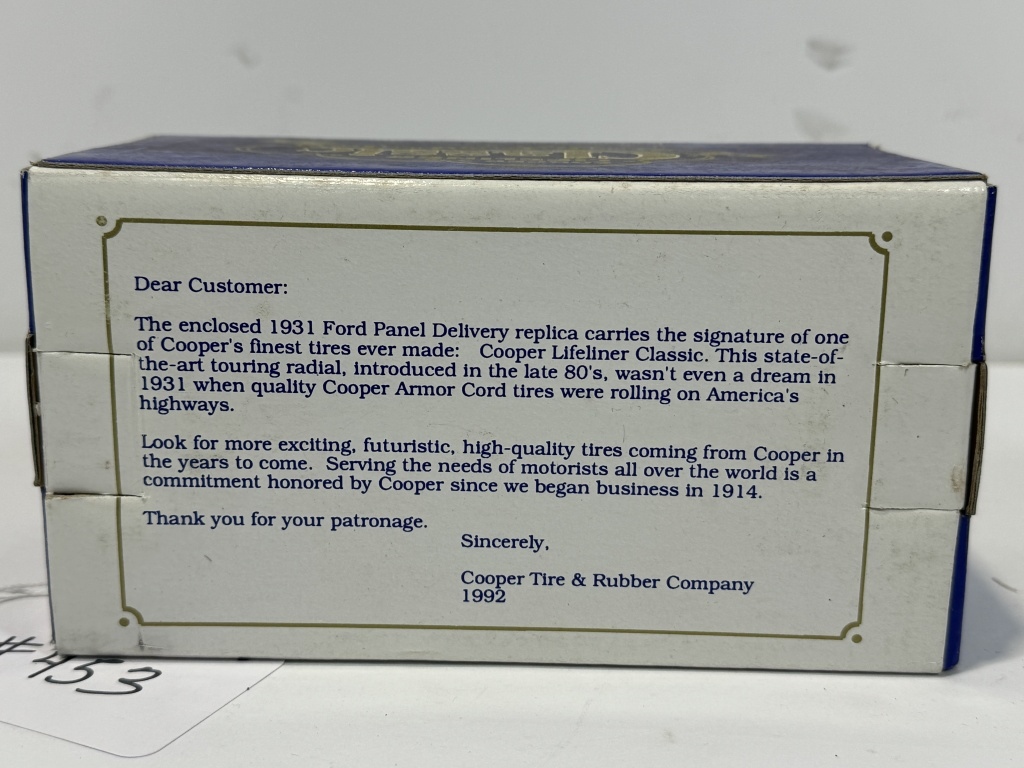 Dear Customer:
The enclosed 1931 Ford Panel Delivery replica carries the signature of one
of Cooper's finest tires ever made: Cooper Lifeliner Classic. This state-of-
the-art touring radial, introduced in the late 80's, wasn't even a dream in
1931 when quality Cooper Armor Cord tires were rolling on America's
highways.
Look for more exciting, futuristic, high-quality tires coming from Cooper in
the years to come. Serving the needs of motorists all over the world is a
commitment honored by Cooper since we began business in 1914.
Thank you for your patronage.
Sincerely,
Cooper Tire & Rubber Company
1992
#453